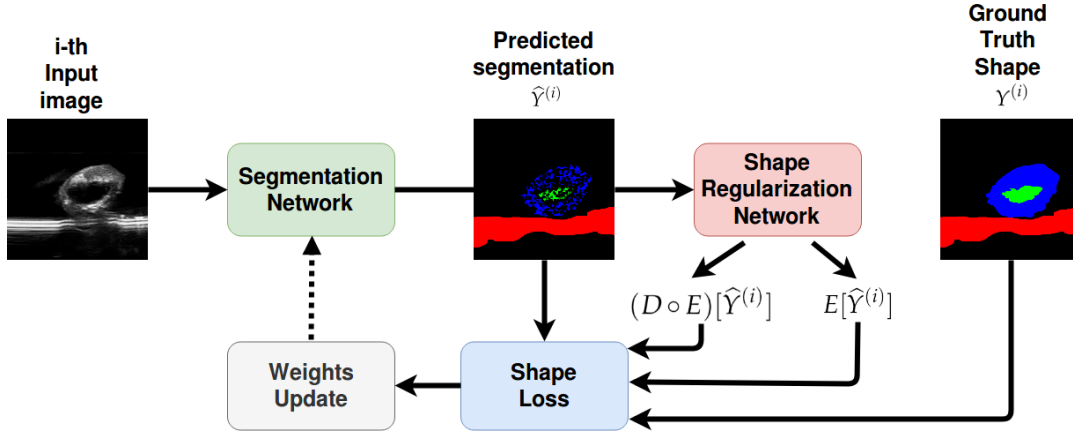 i-th
Input
image
Predicted
segmentation
Ŷ⁽ⁱ⁾
Ground
Truth
Shape
Y⁽ⁱ⁾
Segmentation
Network
Shape
Regularization
Network
(D ∘ E)[Ŷ⁽ⁱ⁾]
E[Ŷ⁽ⁱ⁾]
Weights
Update
Shape
Loss